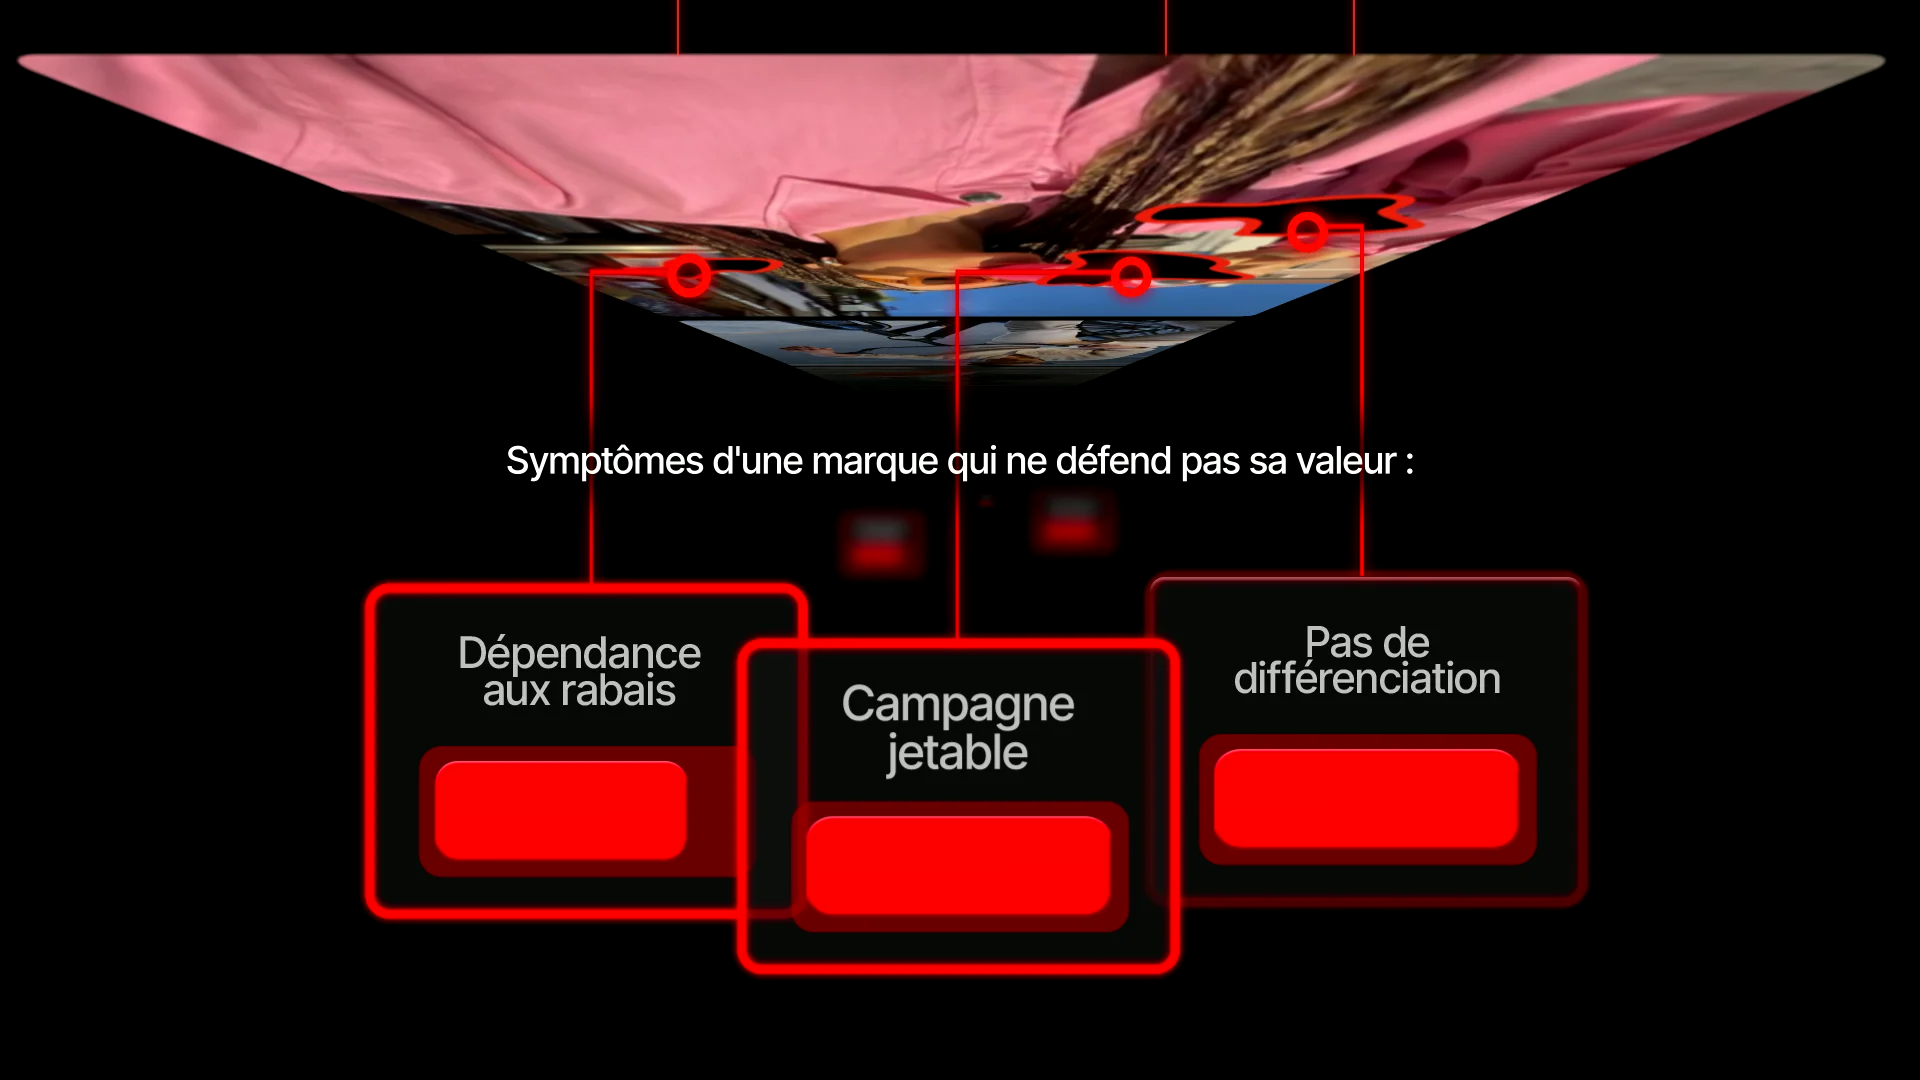 Symptômes d'une marque qui ne défend pas sa valeur :
Dépendance
aux rabais
Campagne
jetable
Pas de
différenciation